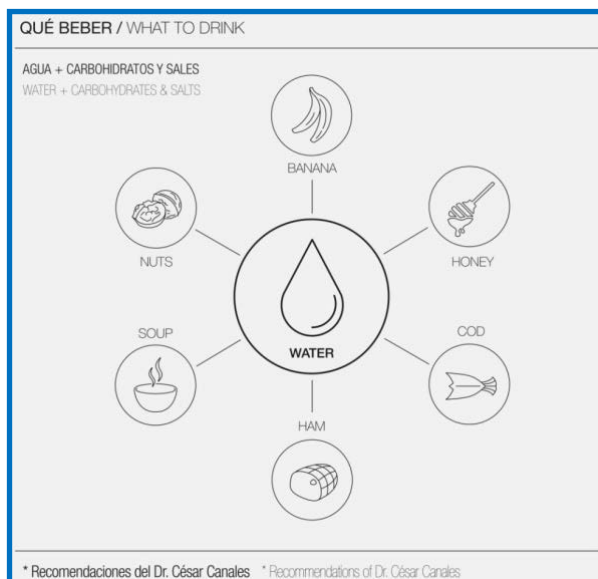 QUÉ BEBER / WHAT TO DRINK
AGUA + CARBOHIDRATOS Y SALES
WATER + CARBOHYDRATES & SALTS
BANANA
NUTS
HONEY
SOUP
COD
WATER
HAM
* Recomendaciones del Dr. César Canales * Recommendations of Dr. César Canales